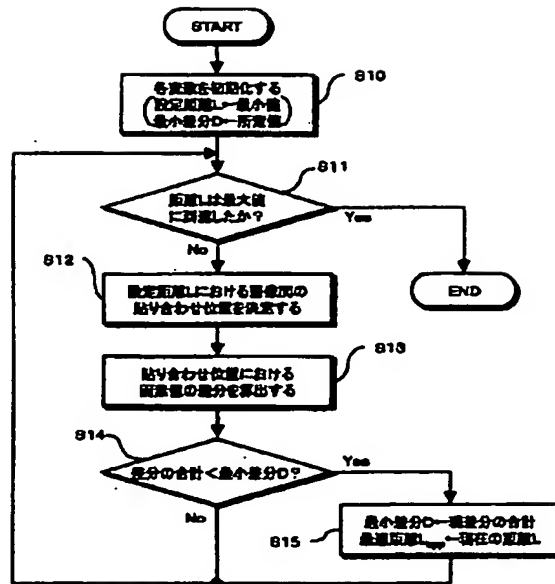 START
S10
各変数を初期化する
設定距離L←最小値
最小差分D←所定値
S11
距離Lは最大値
に到達したか？
Yes
No
S12
設定距離Lにおける画像間の
貼り合わせ位置を決定する
END
S13
貼り合わせ位置における
画素値の差分を算出する
S14
差分の合計＜最小差分D？
Yes
No
最小差分D←現差分の合計
最適距離L ←現在の距離L
S15